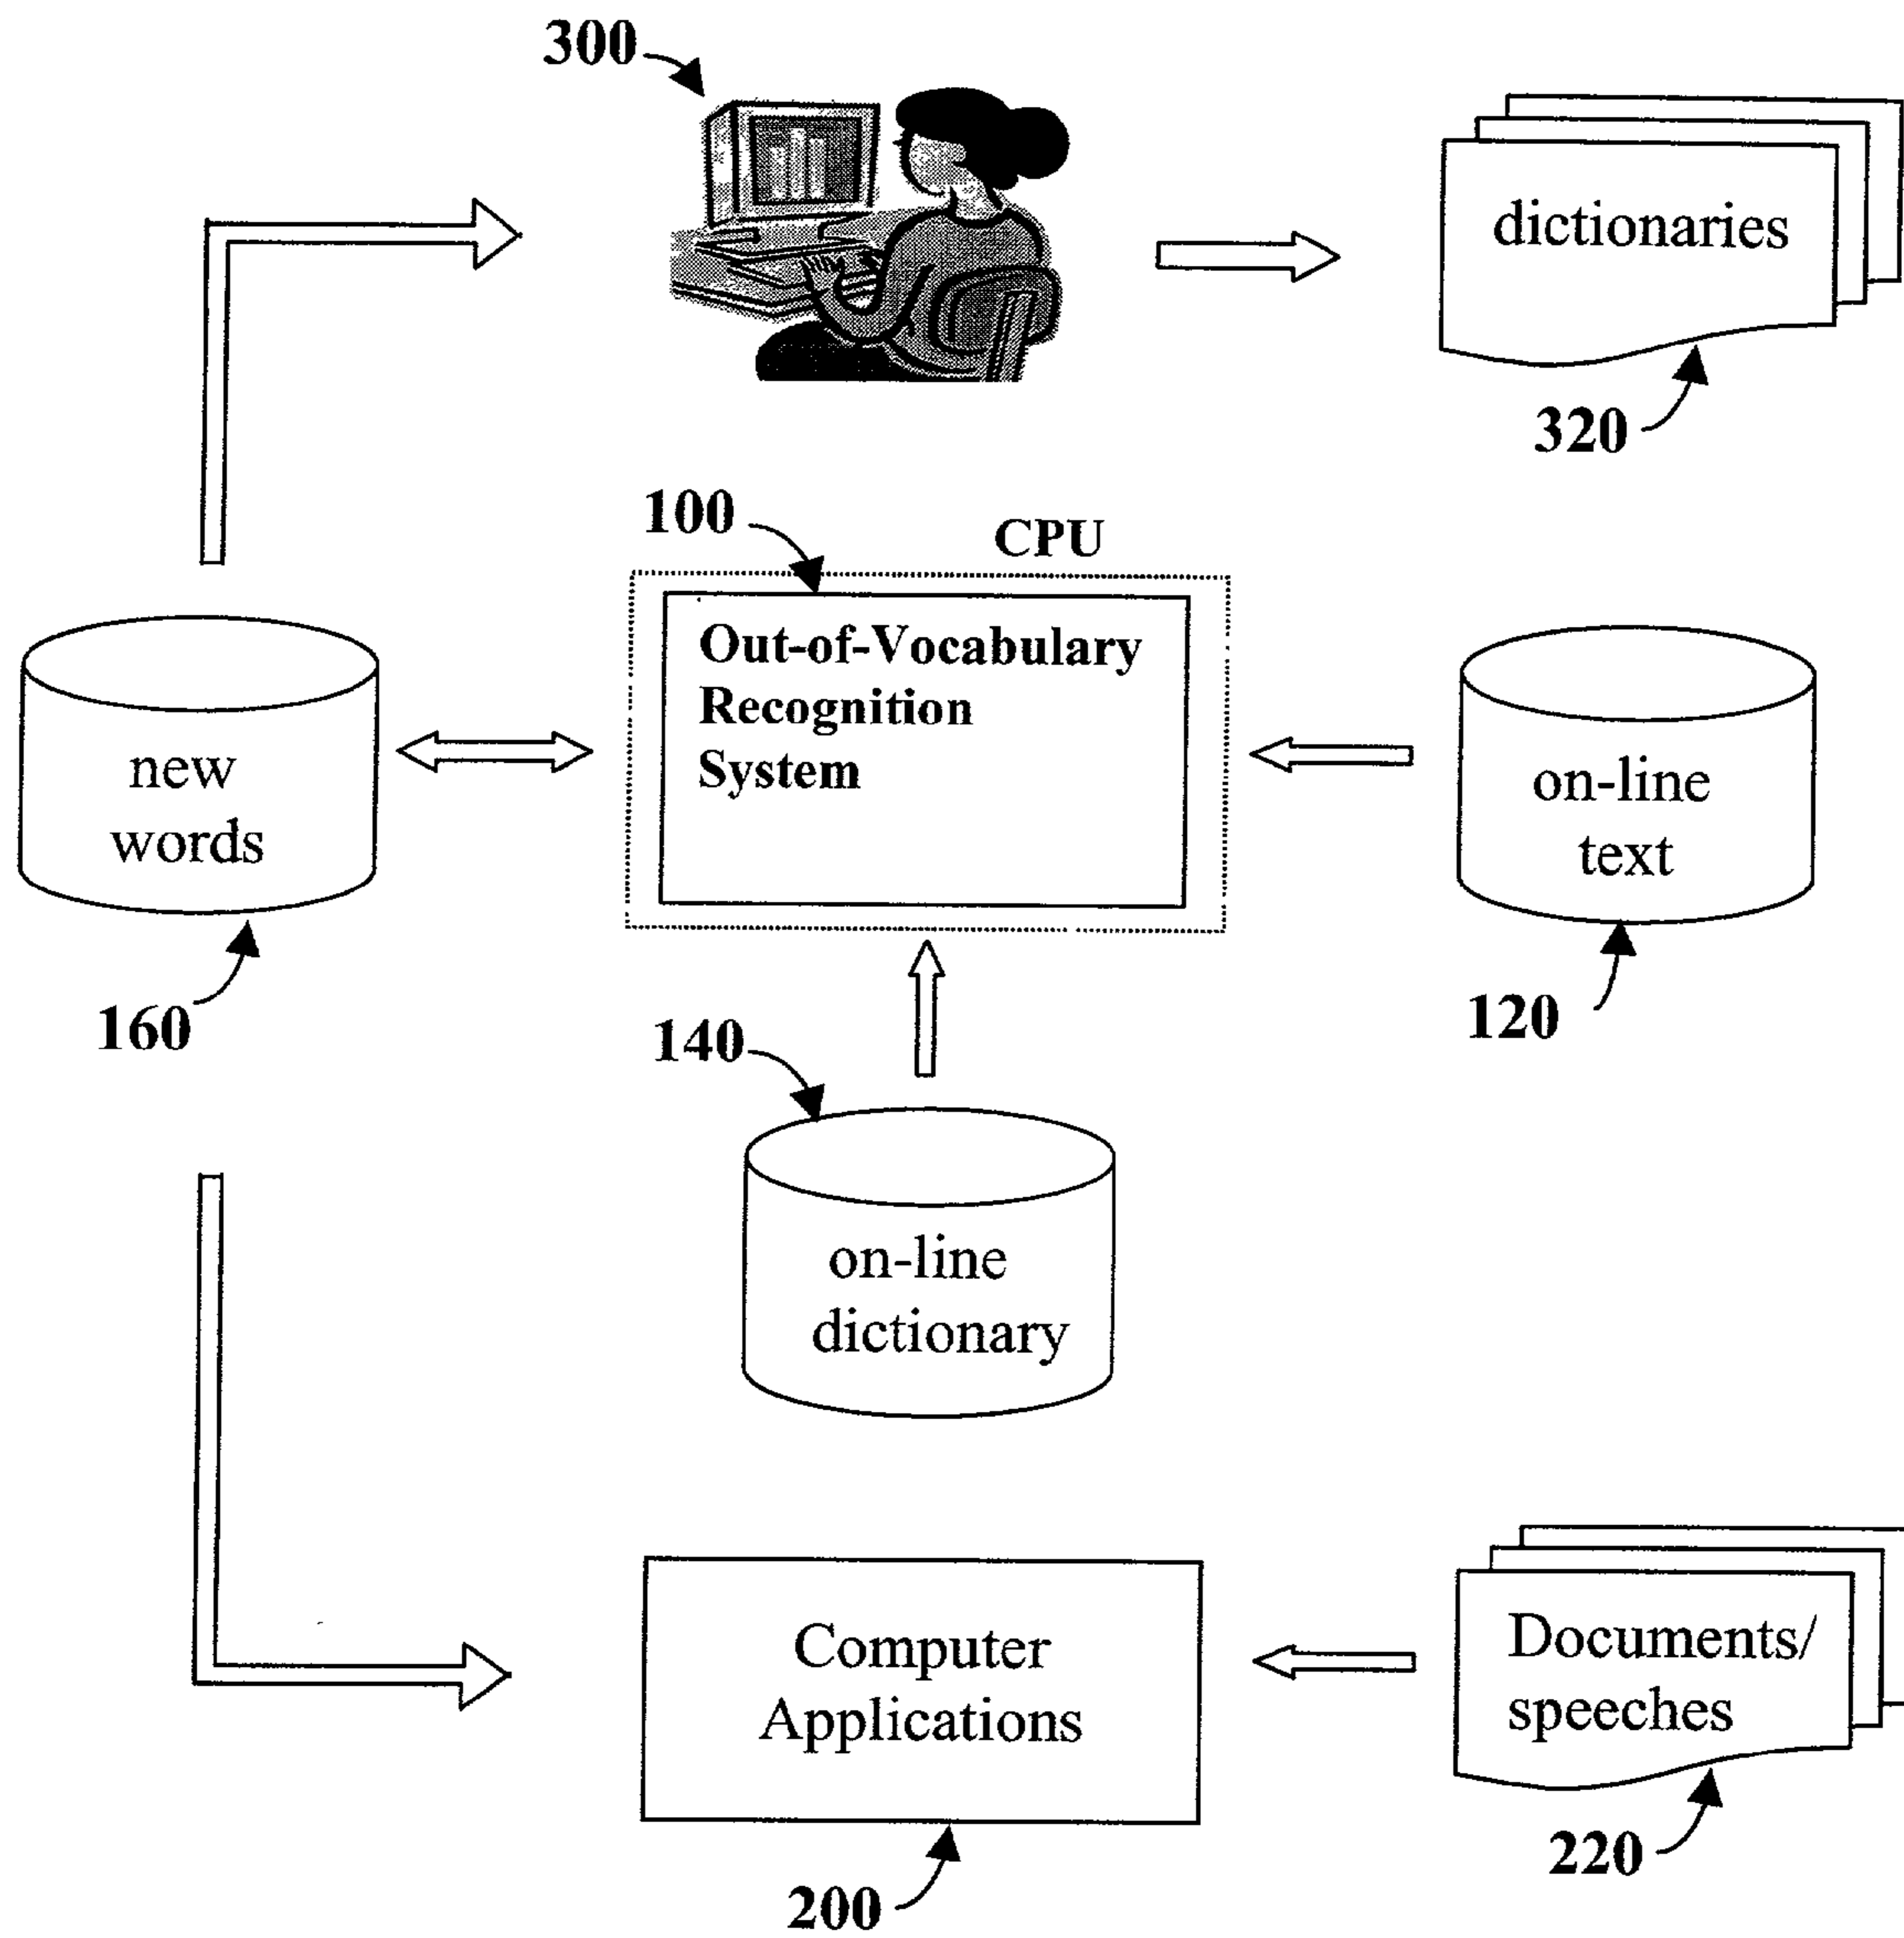 300
dictionaries
320
100
CPU
Out-of-Vocabulary
Recognition
System
new
words
on-line
text
160
120
140
on-line
dictionary
Computer
Applications
Documents/
speeches
220
200